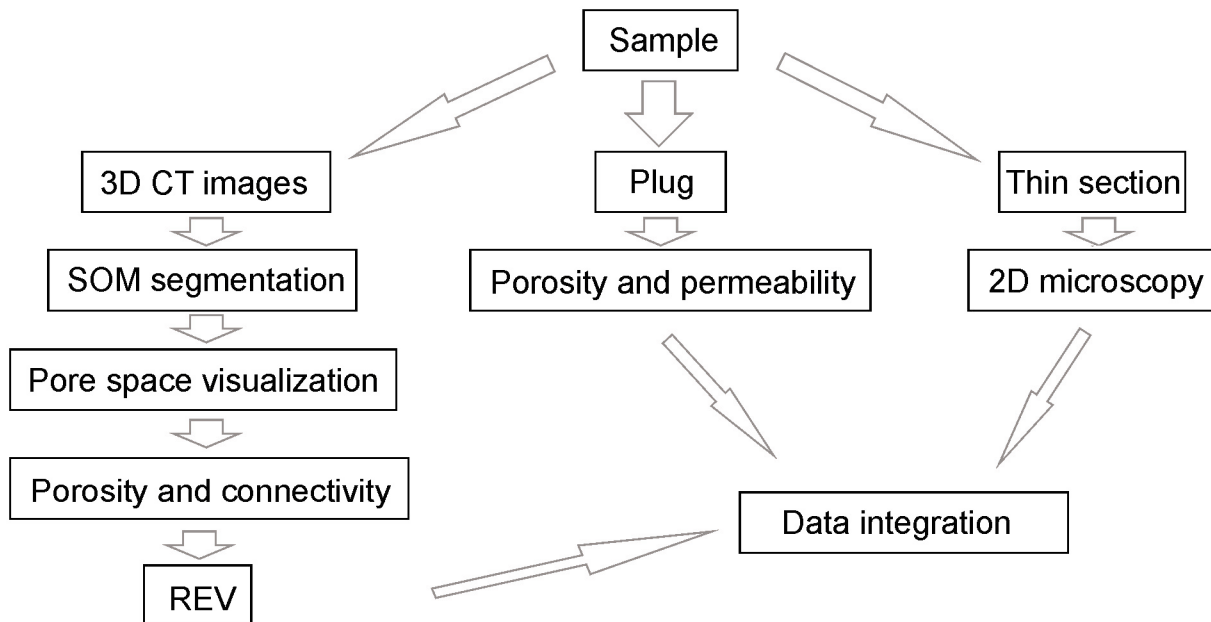 Sample
3D CT images
Plug
Thin section
SOM segmentation
Porosity and permeability
2D microscopy
Pore space visualization
Porosity and connectivity
Data integration
REV